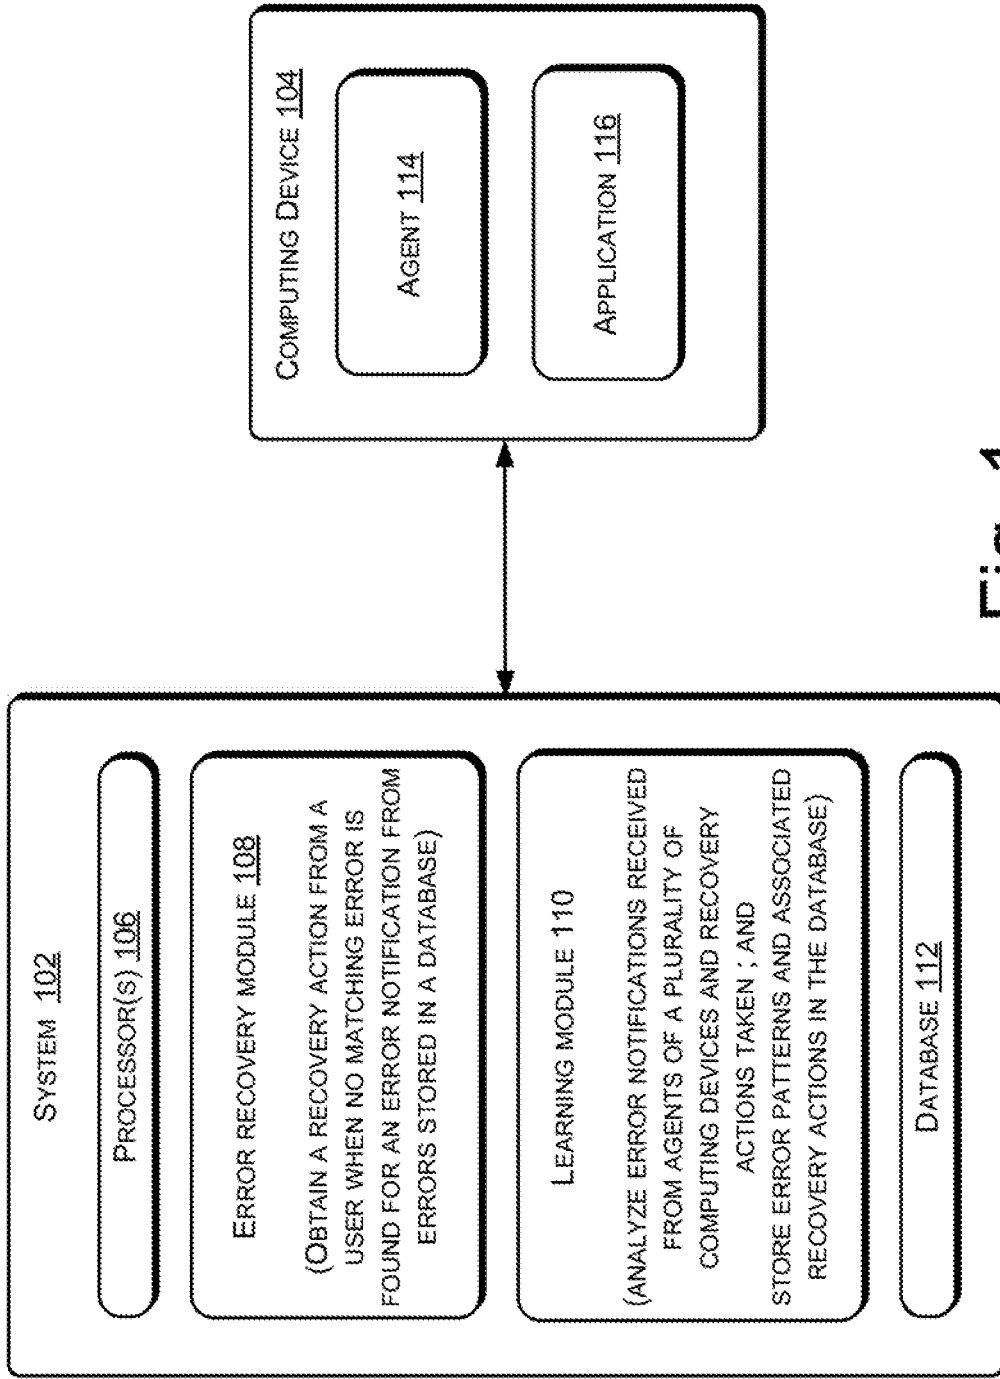 SYSTEM 102
PROCESSOR(S) 106
ERROR RECOVERY MODULE 108
(OBTAIN A RECOVERY ACTION FROM A
USER WHEN NO MATCHING ERROR IS
FOUND FOR AN ERROR NOTIFICATION FROM
ERRORS STORED IN A DATABASE)
LEARNING MODULE 110
(ANALYZE ERROR NOTIFICATIONS RECEIVED
FROM AGENTS OF A PLURALITY OF
COMPUTING DEVICES AND RECOVERY
ACTIONS TAKEN ; AND
STORE ERROR PATTERNS AND ASSOCIATED
RECOVERY ACTIONS IN THE DATABASE)
DATABASE 112
COMPUTING DEVICE 104
AGENT 114
APPLICATION 116
Fig. 1